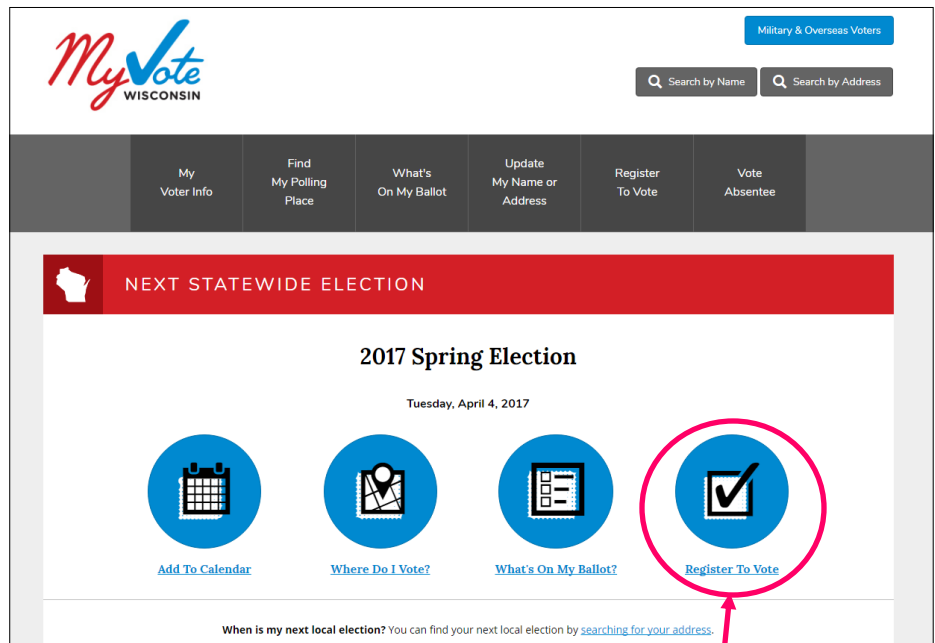 Military & Overseas Voters
MyVote
WISCONSIN
Search by Name
Search by Address
My
Voter Info
Find
My Polling
Place
What's
On My Ballot
Update
My Name or
Address
Register
To Vote
Vote
Absentee
NEXT STATEWIDE ELECTION
2017 Spring Election
Tuesday, April 4, 2017
Add To Calendar
Where Do I Vote?
What's On My Ballot?
Register To Vote
When is my next local election? You can find your next local election by searching for your address.